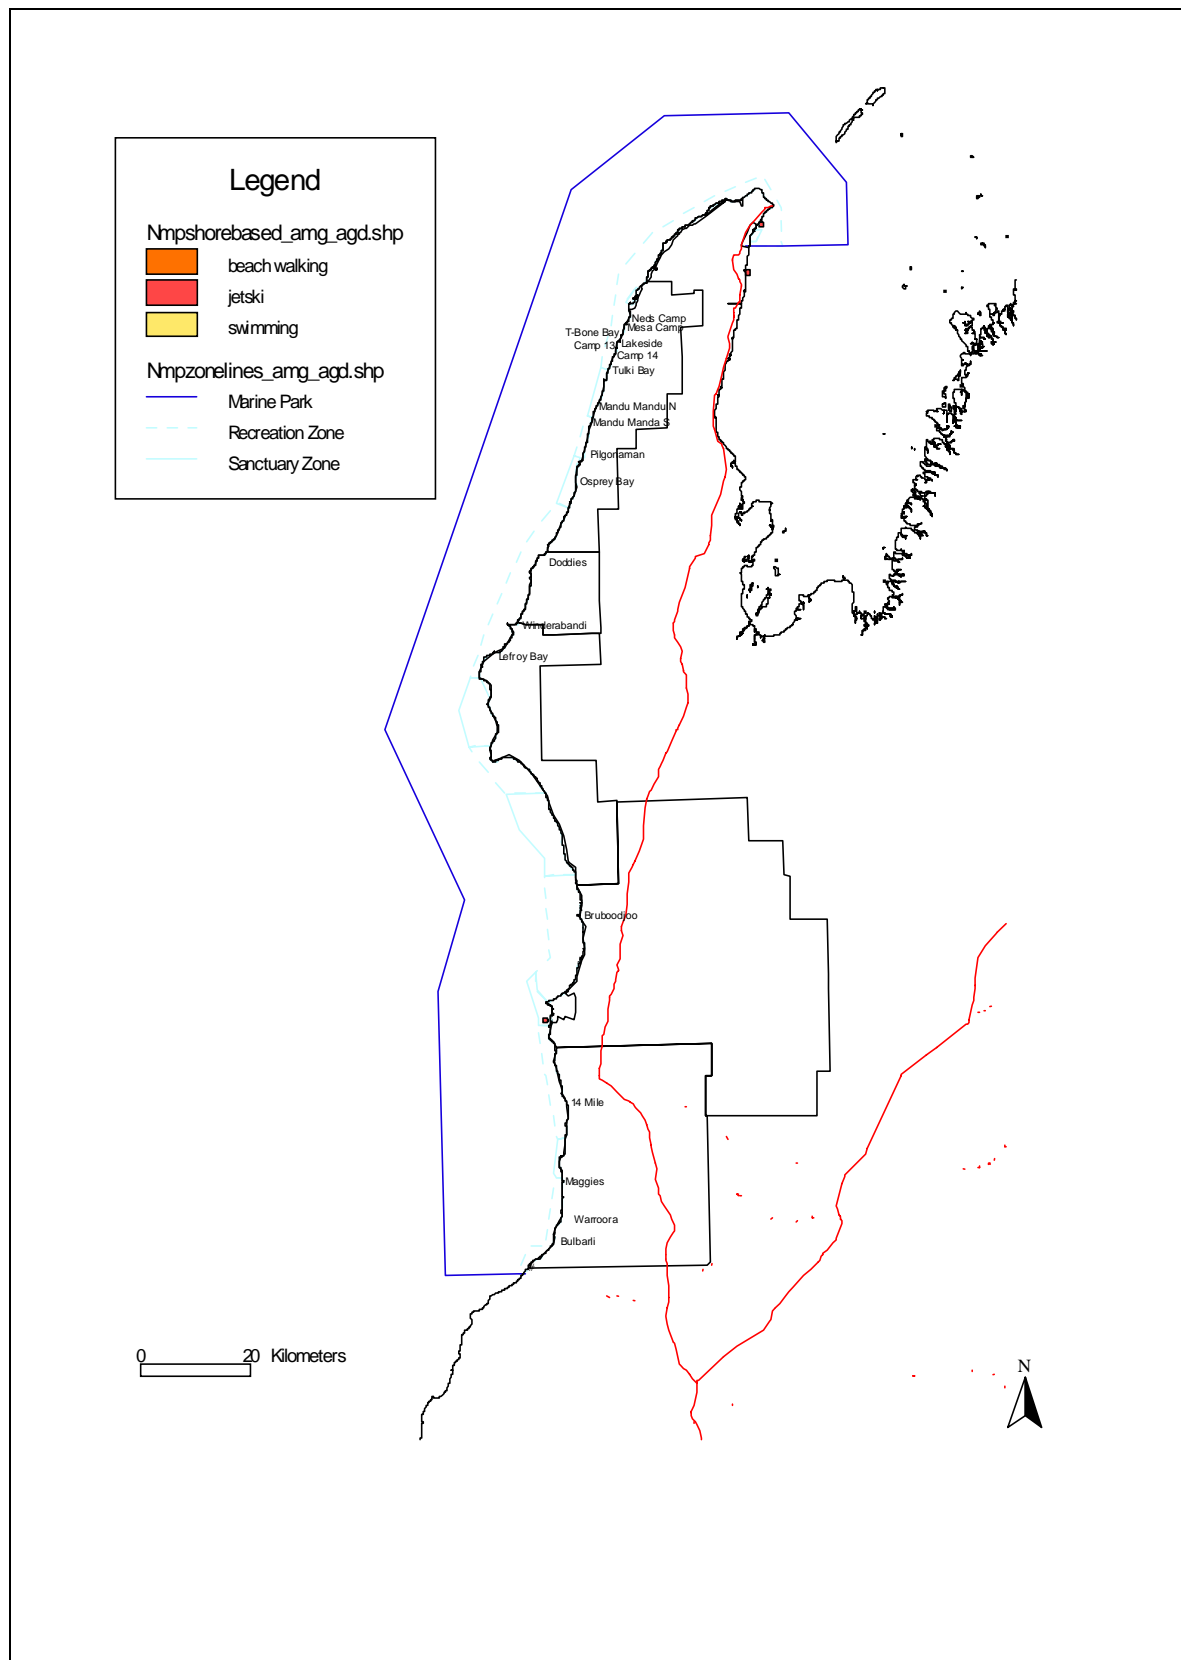 Legend
Nmpshorebased_amg_agd.shp
beach walking
jetski
swimming
Nmpzonelines_amg_agd.shp
Marine Park
Recreation Zone
Sanctuary Zone
Neds Camp
Mesa Camp
T-Bone Bay
Lakeside
Camp 13
Camp 14
Tulki Bay
Mandu Mandu N
Mandu Manda S
Pilgonaman
Osprey Bay
Doddies
Winderabandi
Lefroy Bay
Bruboodjoo
14 Mile
Maggies
Warroora
Bulbarli
0 20 Kilometers
N